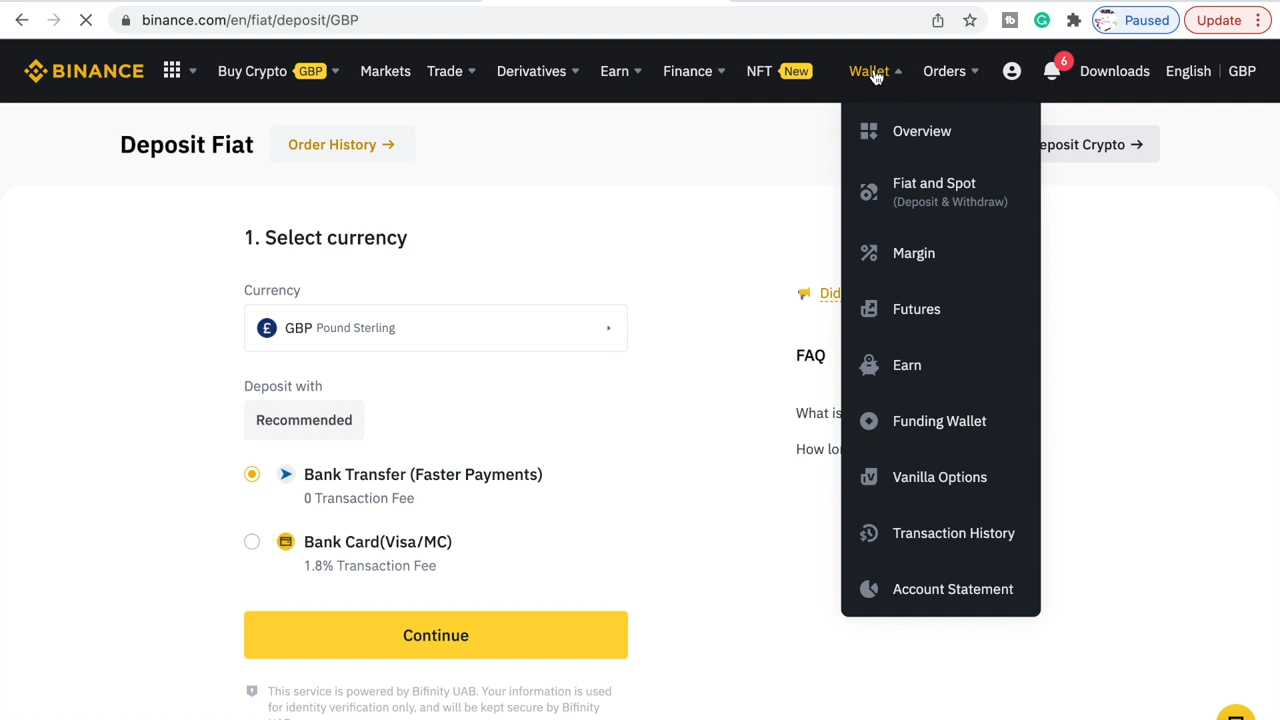 binance.com/en/fiat/deposit/GBP
Paused
Update
BINANCE
Buy Crypto GBP
Markets
Trade
Derivatives
Earn
Finance
NFT New
Wallet
Orders
6
Downloads
English
GBP
Deposit Fiat
Order History →
eposit Crypto →
Overview
Fiat and Spot
(Deposit & Withdraw)
Margin
Futures
Earn
Funding Wallet
Vanilla Options
Transaction History
Account Statement
1. Select currency
Currency
£ GBP Pound Sterling
Deposit with
Recommended
Bank Transfer (Faster Payments)
0 Transaction Fee
Bank Card(Visa/MC)
1.8% Transaction Fee
Continue
This service is powered by Bifinity UAB. Your information is used
for identity verification only, and will be kept secure by Bifinity
Did
FAQ
What is
How lo